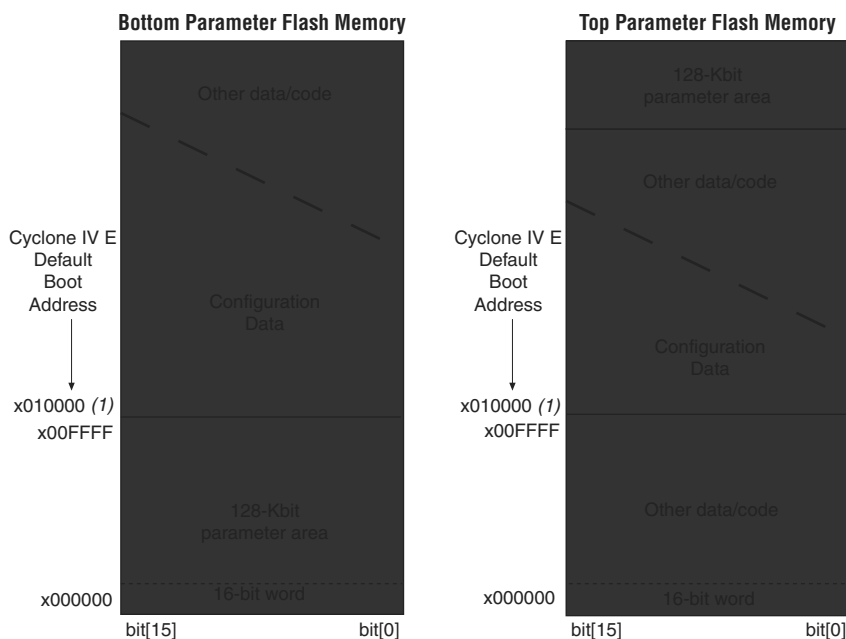 Bottom Parameter Flash Memory
Other data/code
Cyclone IV E
Default
Boot
Address
Configuration
Data
x010000 (1)
x00FFFF
128-Kbit
parameter area
x000000
16-bit word
bit[15]
bit[0]
Top Parameter Flash Memory
128-Kbit
parameter area
Other data/code
Cyclone IV E
Default
Boot
Address
Configuration
Data
x010000 (1)
x00FFFF
Other data/code
x000000
16-bit word
bit[15]
bit[0]